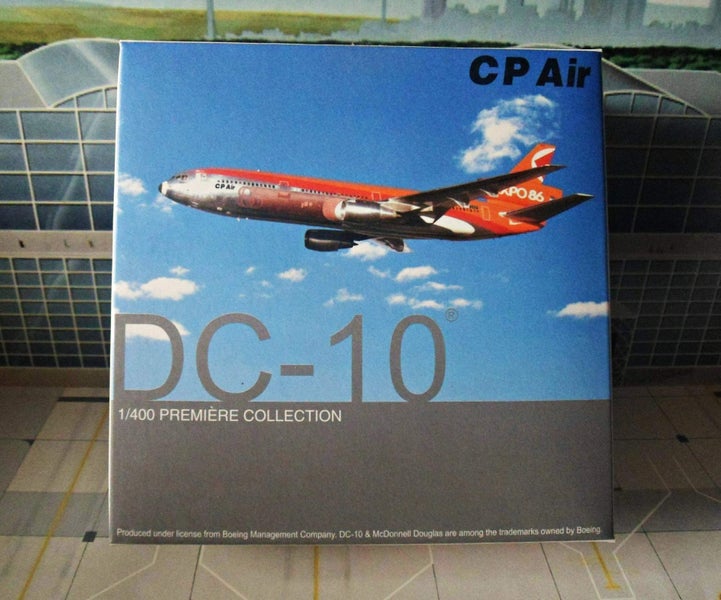 CP Air
CP Air
EXPO 86
DC-10®
1/400 PREMIÈRE COLLECTION
Produced under license from Boeing Management Company. DC-10 & McDonnell Douglas are among the trademarks owned by Boeing.